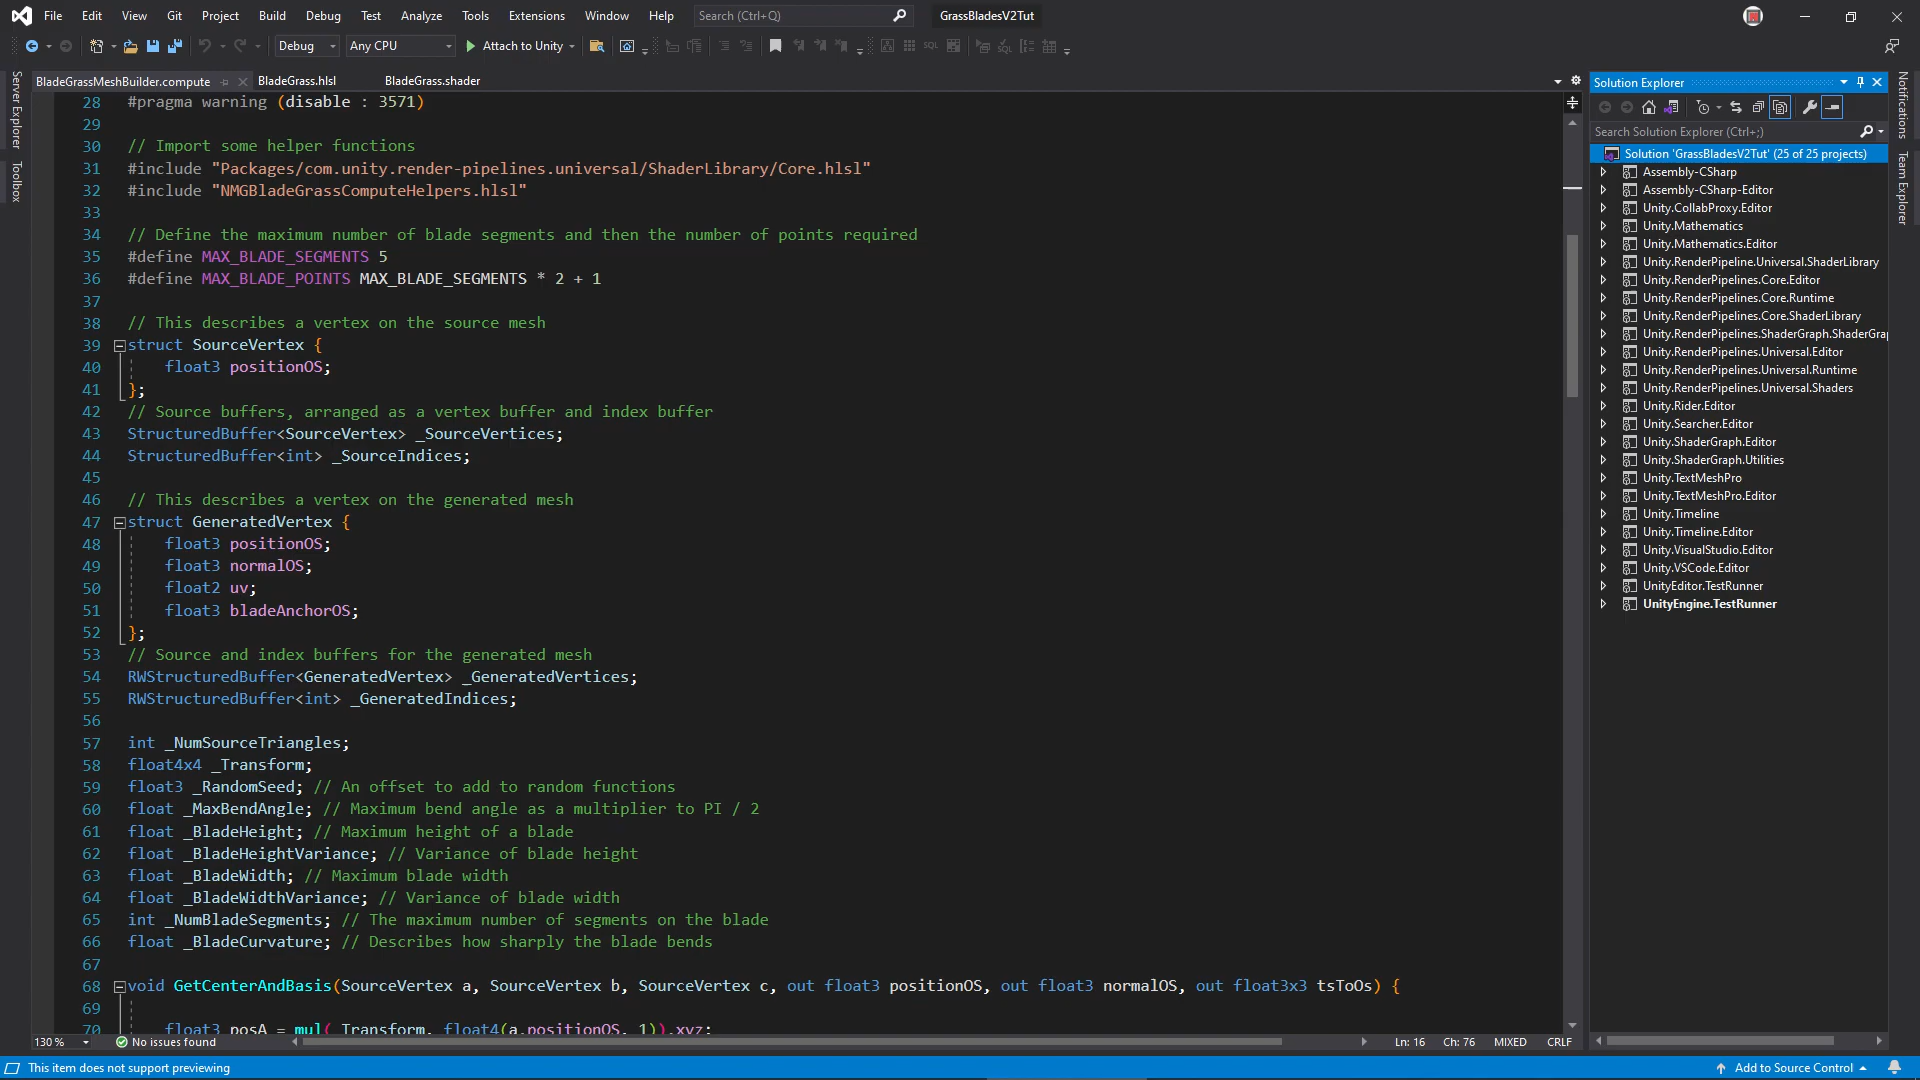 File Edit View Git Project Build Debug Test Analyze Tools Extensions Window Help Search (Ctrl+Q) GrassBladesV2Tut
Debug Any CPU Attach to Unity
BladeGrassMeshBuilder.compute BladeGrass.hlsl BladeGrass.shader
28 #pragma warning (disable : 3571)
29
30 // Import some helper functions
31 #include "Packages/com.unity.render-pipelines.universal/ShaderLibrary/Core.hlsl"
32 #include "NMGBladeGrassComputeHelpers.hlsl"
33
34 // Define the maximum number of blade segments and then the number of points required
35 #define MAX_BLADE_SEGMENTS 5
36 #define MAX_BLADE_POINTS MAX_BLADE_SEGMENTS * 2 + 1
37
38 // This describes a vertex on the source mesh
39 struct SourceVertex {
40 float3 positionOS;
41 };
42 // Source buffers, arranged as a vertex buffer and index buffer
43 StructuredBuffer<SourceVertex> _SourceVertices;
44 StructuredBuffer<int> _SourceIndices;
45
46 // This describes a vertex on the generated mesh
47 struct GeneratedVertex {
48 float3 positionOS;
49 float3 normalOS;
50 float2 uv;
51 float3 bladeAnchorOS;
52 };
53 // Source and index buffers for the generated mesh
54 RWStructuredBuffer<GeneratedVertex> _GeneratedVertices;
55 RWStructuredBuffer<int> _GeneratedIndices;
56
57 int _NumSourceTriangles;
58 float4x4 _Transform;
59 float3 _RandomSeed; // An offset to add to random functions
60 float _MaxBendAngle; // Maximum bend angle as a multiplier to PI / 2
61 float _BladeHeight; // Maximum height of a blade
62 float _BladeHeightVariance; // Variance of blade height
63 float _BladeWidth; // Maximum blade width
64 float _BladeWidthVariance; // Variance of blade width
65 int _NumBladeSegments; // The maximum number of segments on the blade
66 float _BladeCurvature; // Describes how sharply the blade bends
67
68 void GetCenterAndBasis(SourceVertex a, SourceVertex b, SourceVertex c, out float3 positionOS, out float3 normalOS, out float3x3 tsToOs) {
69
70 float3 posA = mul(_Transform, float4(a.positionOS, 1)).xyz;
130 % No issues found Ln: 16 Ch: 76 MIXED CRLF
Server Explorer
Toolbox
Solution Explorer
Search Solution Explorer (Ctrl+;)
Solution 'GrassBladesV2Tut' (25 of 25 projects)
Assembly-CSharp
Assembly-CSharp-Editor
Unity.CollabProxy.Editor
Unity.Mathematics
Unity.Mathematics.Editor
Unity.RenderPipeline.Universal.ShaderLibrary
Unity.RenderPipelines.Core.Editor
Unity.RenderPipelines.Core.Runtime
Unity.RenderPipelines.Core.ShaderLibrary
Unity.RenderPipelines.ShaderGraph.ShaderGra
Unity.RenderPipelines.Universal.Editor
Unity.RenderPipelines.Universal.Runtime
Unity.RenderPipelines.Universal.Shaders
Unity.Rider.Editor
Unity.Searcher.Editor
Unity.ShaderGraph.Editor
Unity.ShaderGraph.Utilities
Unity.TextMeshPro
Unity.TextMeshPro.Editor
Unity.Timeline
Unity.Timeline.Editor
Unity.VisualStudio.Editor
Unity.VSCode.Editor
UnityEditor.TestRunner
UnityEngine.TestRunner
Notifications
Team Explorer
This item does not support previewing Add to Source Control